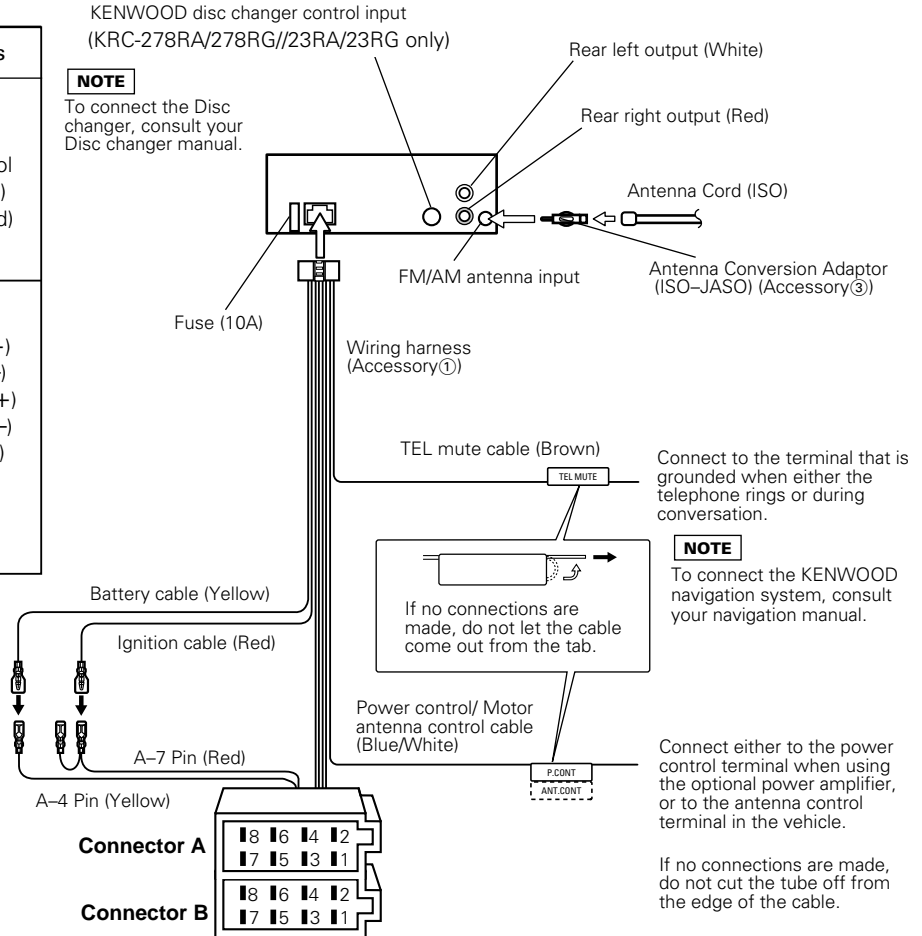 KENWOOD disc changer control input
(KRC-278RA/278RG//23RA/23RG only)
NOTE
To connect the Disc
changer, consult your
Disc changer manual.
Rear left output (White)
Rear right output (Red)
Antenna Cord (ISO)
FM/AM antenna input
Antenna Conversion Adaptor
(ISO–JASO) (Accessory③)
Fuse (10A)
Wiring harness
(Accessory①)
TEL mute cable (Brown)
TEL MUTE
Connect to the terminal that is
grounded when either the
telephone rings or during
conversation.
NOTE
To connect the KENWOOD
navigation system, consult
your navigation manual.
If no connections are
made, do not let the cable
come out from the tab.
Battery cable (Yellow)
Ignition cable (Red)
Power control/ Motor
antenna control cable
(Blue/White)
P.CONT
ANT.CONT
Connect either to the power
control terminal when using
the optional power amplifier,
or to the antenna control
terminal in the vehicle.
If no connections are made,
do not cut the tube off from
the edge of the cable.
A–7 Pin (Red)
A–4 Pin (Yellow)
Connector A
8 6 4 2
7 5 3 1
Connector B
8 6 4 2
7 5 3 1